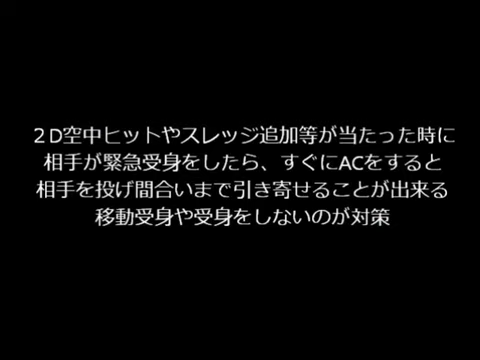 ２D空中ヒットやスレッジ追加等が当たった時に
相手が緊急受身をしたら、すぐにACをすると
相手を投げ間合いまで引き寄せることが出来る
移動受身や受身をしないのが対策